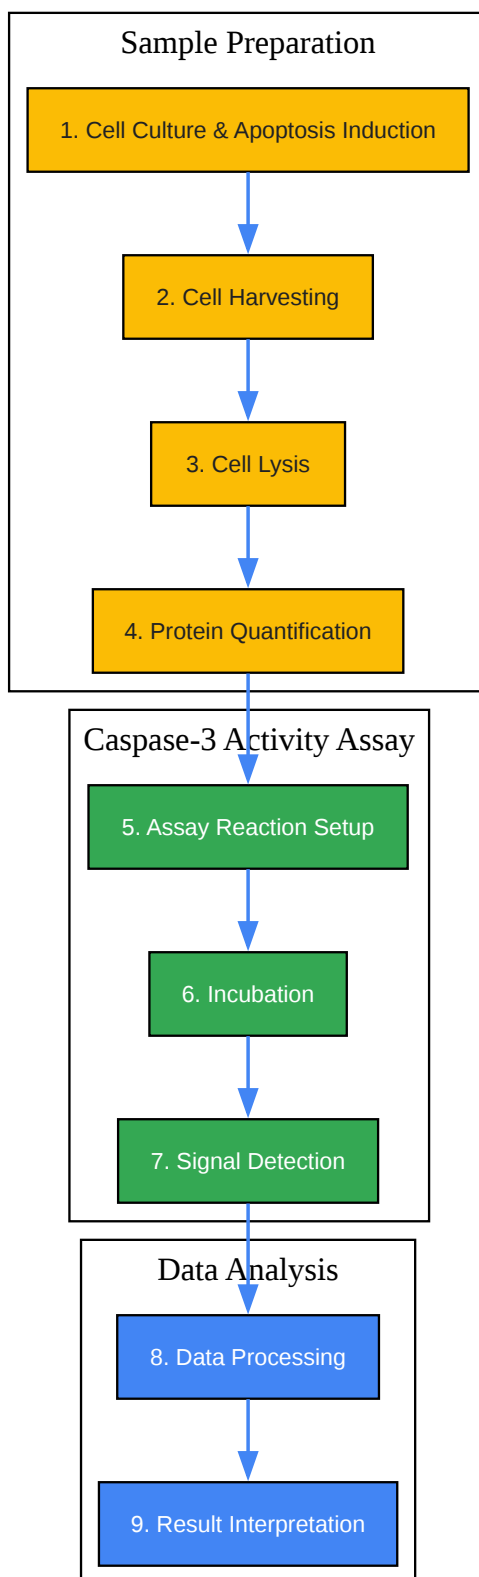 Sample Preparation
1. Cell Culture & Apoptosis Induction
2. Cell Harvesting
3. Cell Lysis
4. Protein Quantification
Caspase-3 Activity Assay
5. Assay Reaction Setup
6. Incubation
7. Signal Detection
Data Analysis
8. Data Processing
9. Result Interpretation